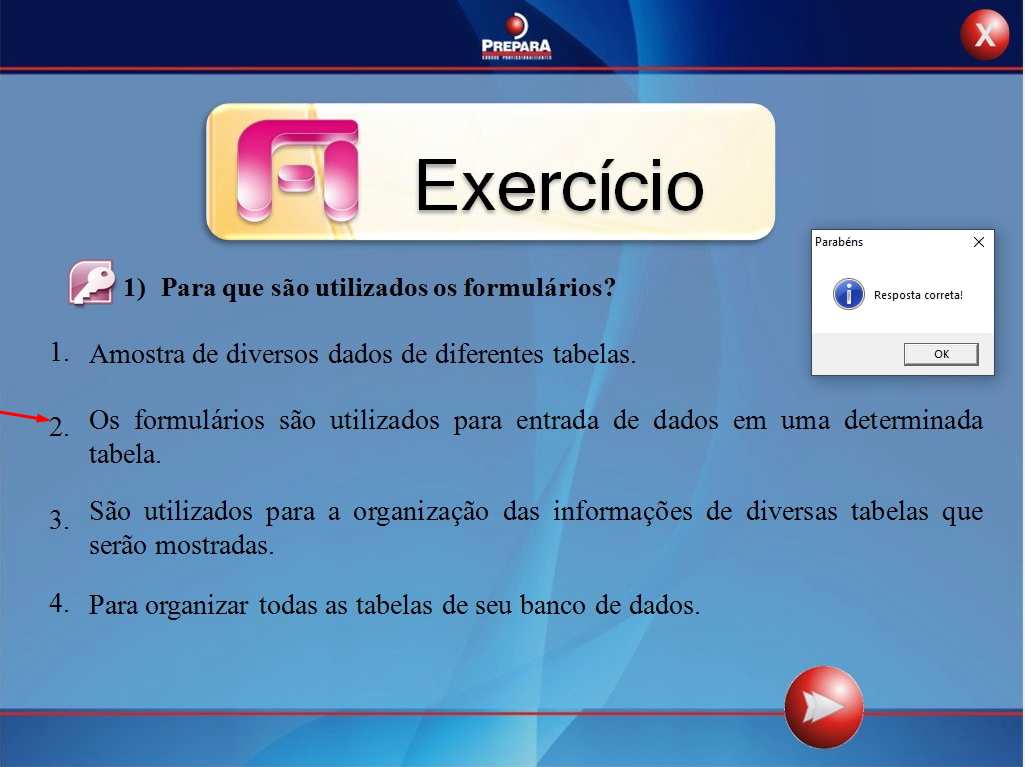 PREPARA
CURSOS PROFISSIONALIZANTES
X
Exercício
Parabéns
Resposta correta!
OK
1) Para que são utilizados os formulários?
1. Amostra de diversos dados de diferentes tabelas.
2. Os formulários são utilizados para entrada de dados em uma determinada
tabela.
3. São utilizados para a organização das informações de diversas tabelas que
serão mostradas.
4. Para organizar todas as tabelas de seu banco de dados.